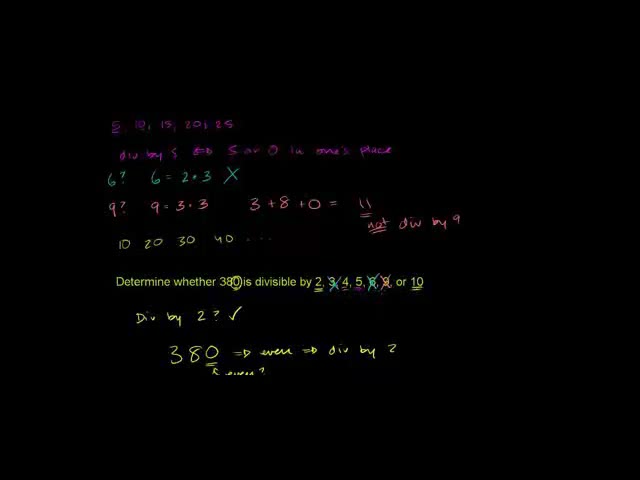 5, 10, 15, 20, 25
div by 5 ⇔ 5 or 0 in one's place
6? 6 = 2 · 3 X
9? 9 = 3 · 3 3 + 8 + 0 = 11
not div by 9
10 20 30 40 ...
Determine whether 380 is divisible by 2, 3, 4, 5, 6, 9, or 10
Div by 2? ✓
380 ⇒ even ⇒ div by 2
even?